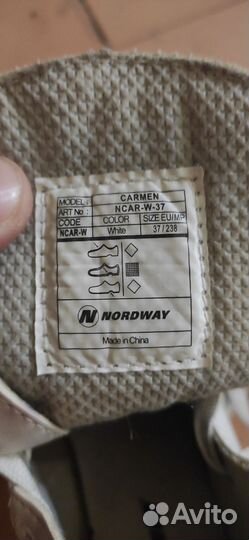 MODEL: CARMEN
ART No : NCAR-W-37
CODE COLOR SIZE EU/MP
NCAR-W White 37 / 238
NORDWAY
Made in China
Avito